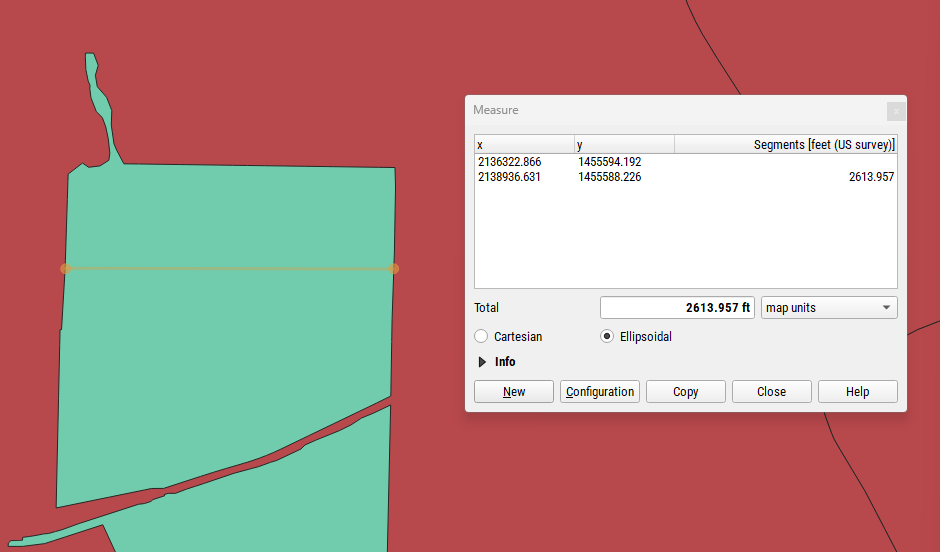 Measure
x y Segments [feet (US survey)]
2136322.866 1455594.192
2138936.631 1455588.226 2613.957
Total 2613.957 ft map units
Cartesian Ellipsoidal
Info
New Configuration Copy Close Help